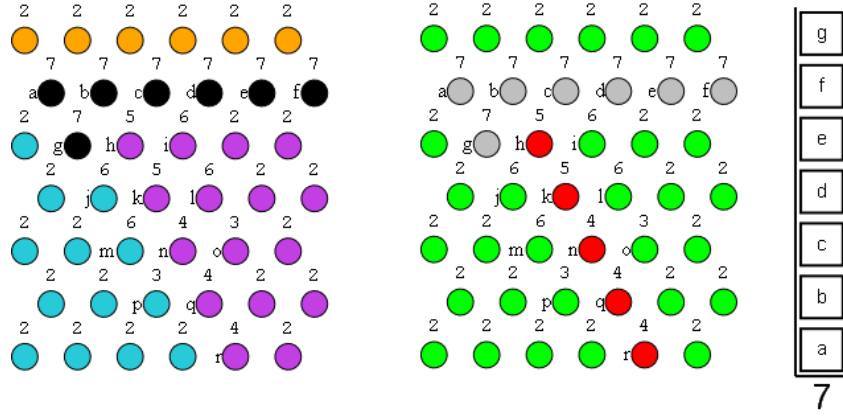 2 2 2 2 2 2
7 7 7 7 7 7
a b c d e f
2 7 5 6 2 2
g h i
2 6 5 6 2 2
j k l
2 2 6 4 3 2
m n o
2 2 3 4 2 2
p q
2 2 2 2 4 2
r
2 2 2 2 2 2
7 7 7 7 7 7
a b c d e f
2 7 5 6 2 2
g h i
2 6 5 6 2 2
j k l
2 2 6 4 3 2
m n o
2 2 3 4 2 2
p q
2 2 2 2 4 2
r
g
f
e
d
c
b
a
7